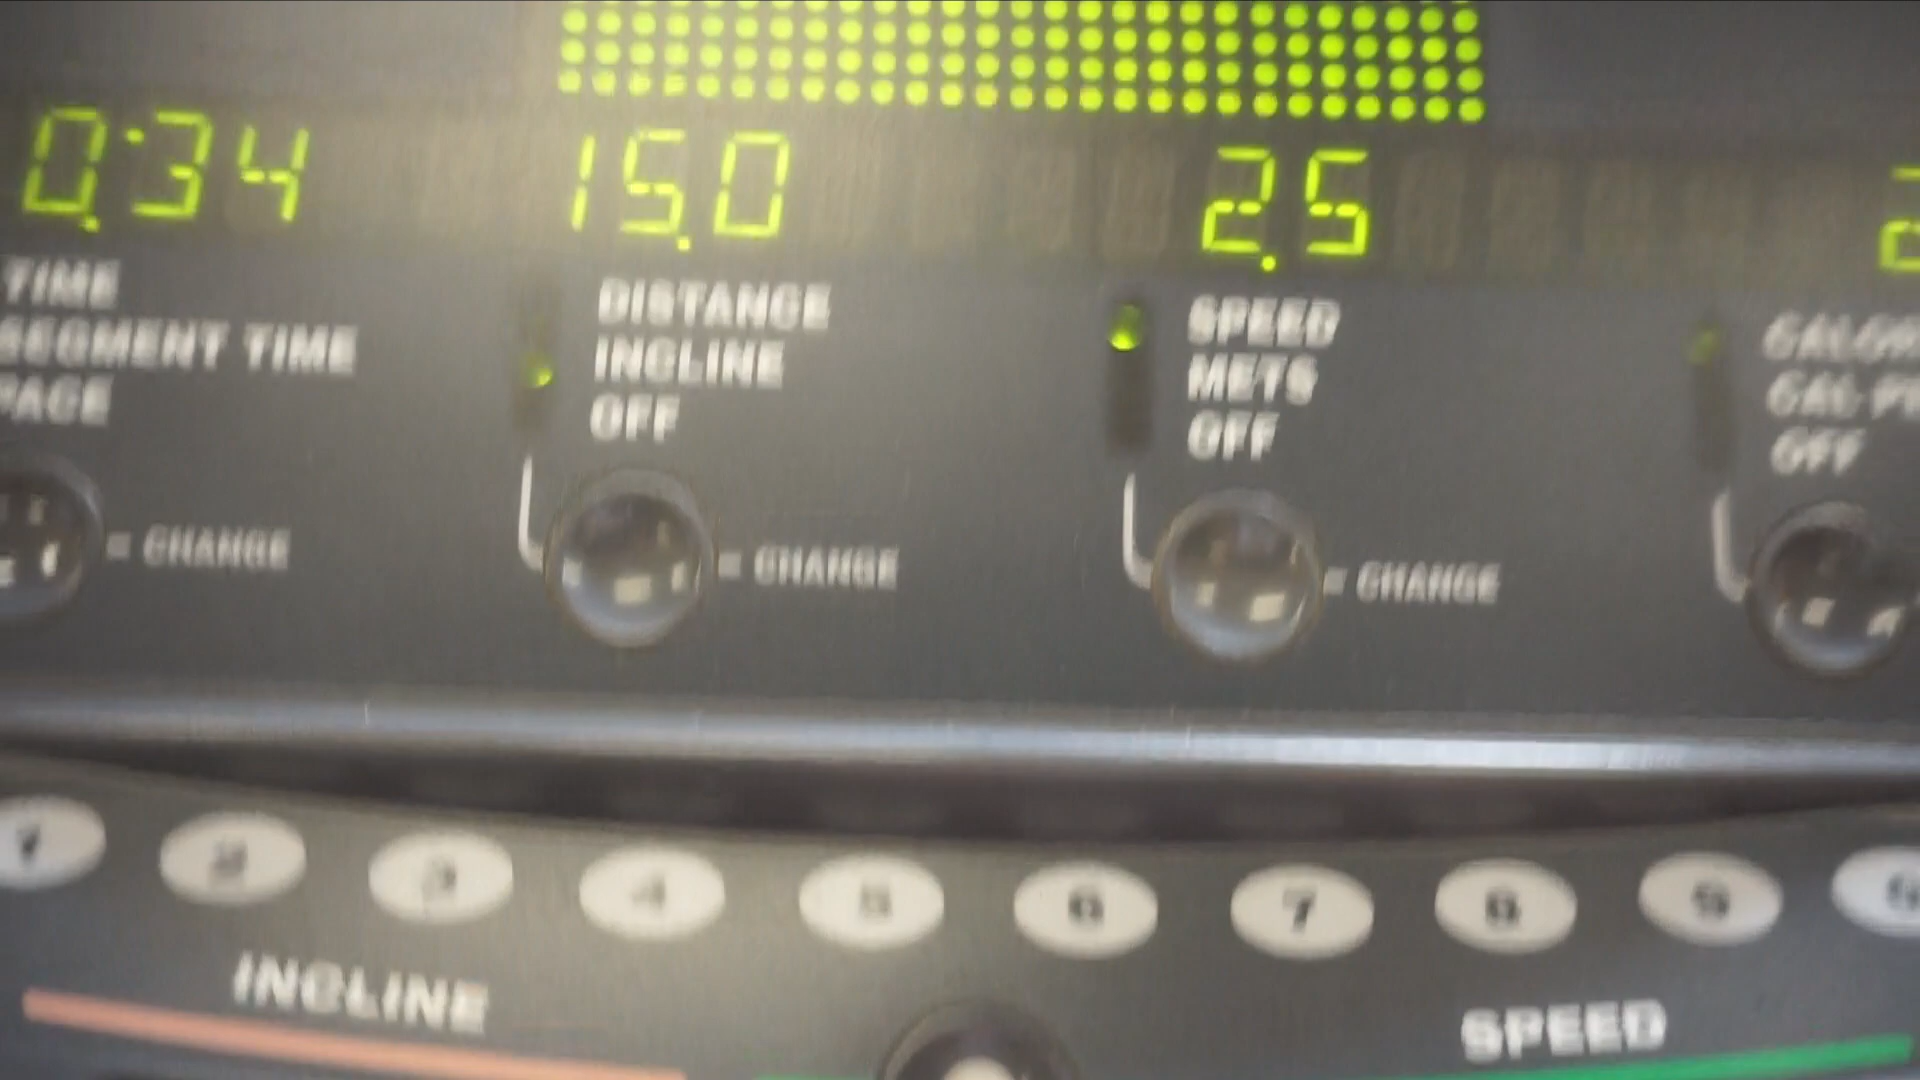 0:34 15.0 2.5
TIME
SEGMENT TIME
PACE
DISTANCE
INCLINE
OFF
SPEED
METS
OFF
OFF
CHANGE CHANGE CHANGE
1 2 3 4 5 6 7 8 9
INCLINE
SPEED